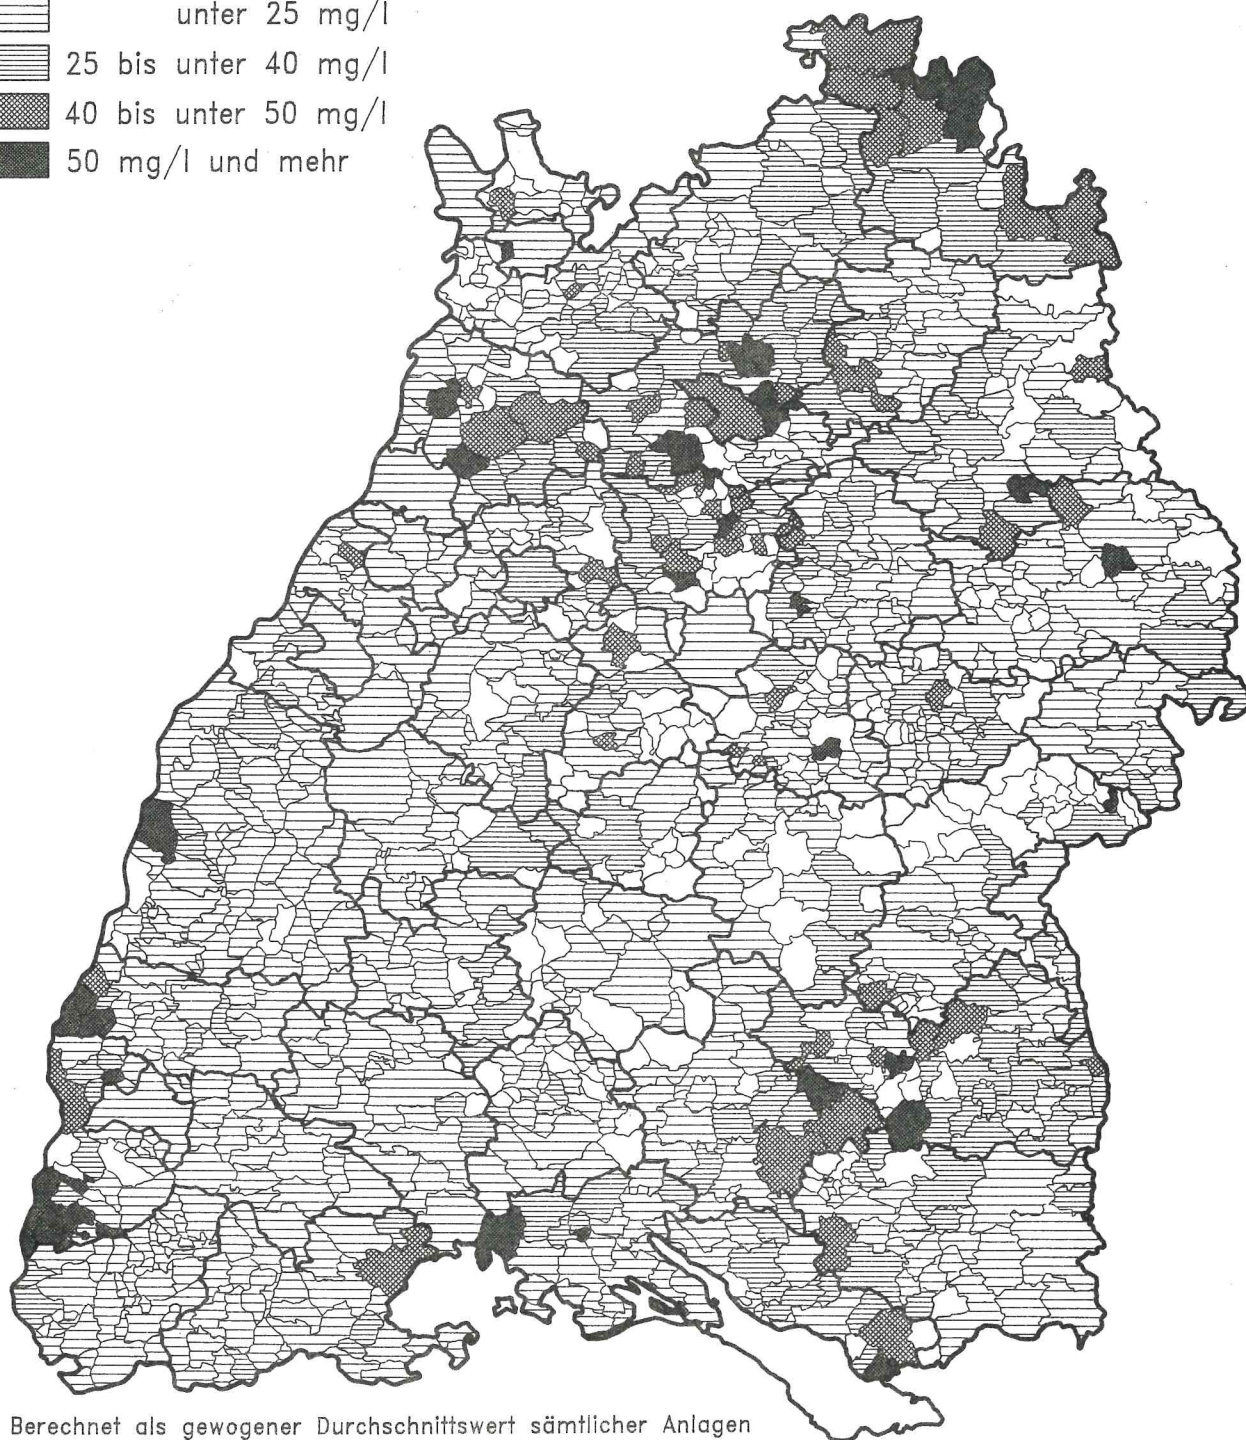 unter 25 mg/l
25 bis unter 40 mg/l
40 bis unter 50 mg/l
50 mg/l und mehr
Berechnet als gewogener Durchschnittswert sämtlicher Anlagen